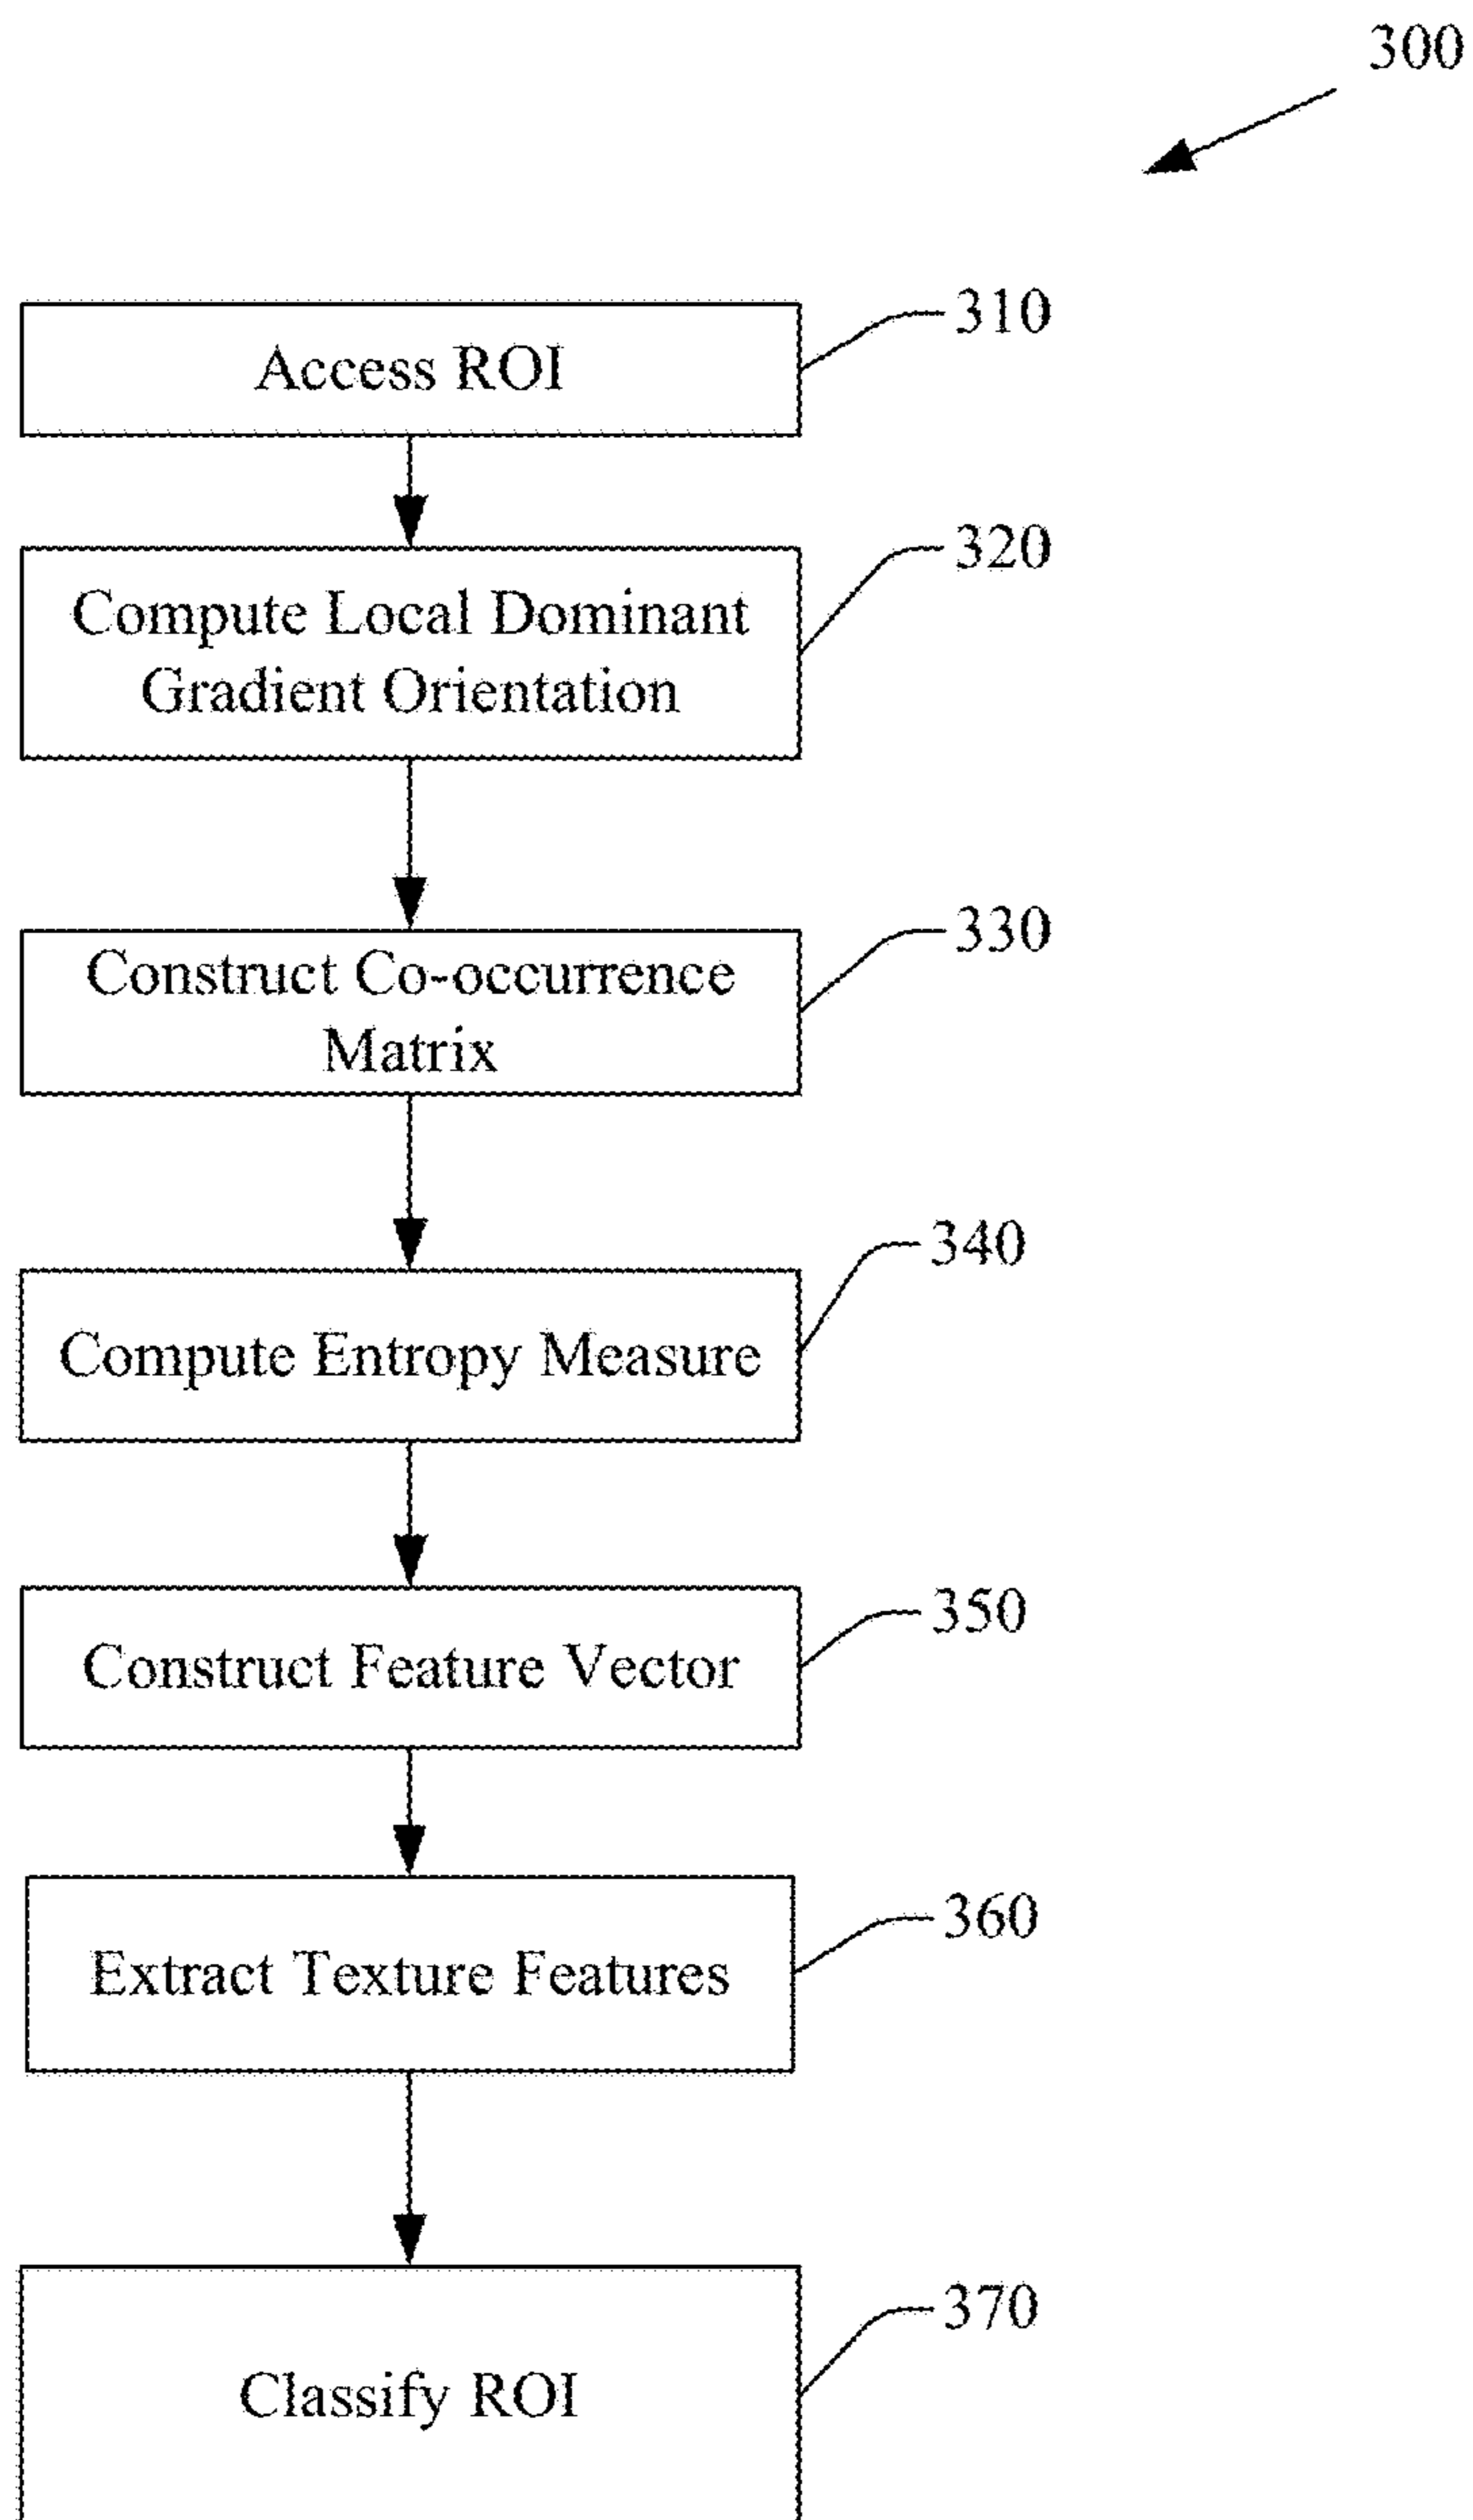 300
Access ROI
310
Compute Local Dominant
Gradient Orientation
320
Construct Co-occurrence
Matrix
330
Compute Entropy Measure
340
Construct Feature Vector
350
Extract Texture Features
360
Classify ROI
370